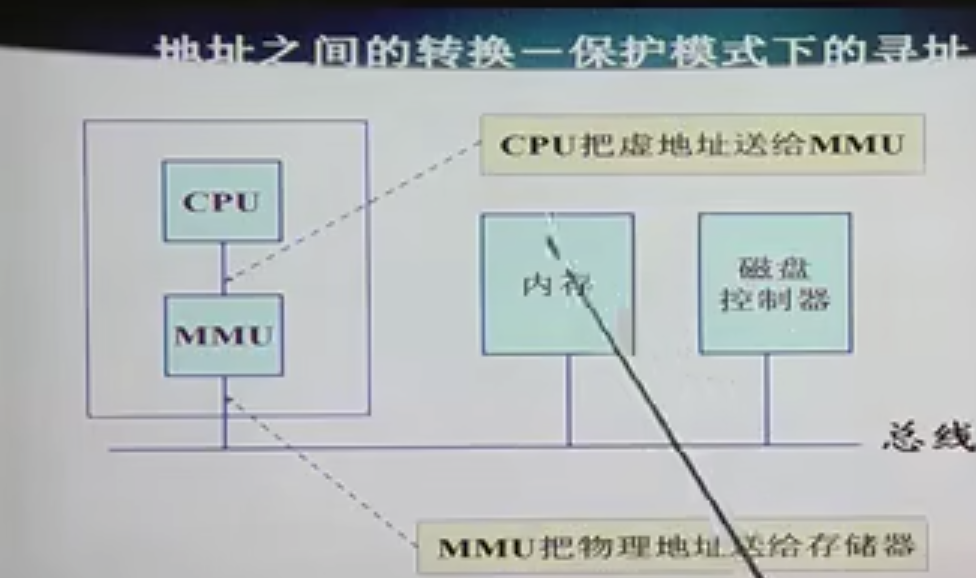 地址之间的转换—保护模式下的寻址
CPU把虚地址送给MMU
CPU
MMU
内存
磁盘
控制器
总线
MMU把物理地址送给存储器